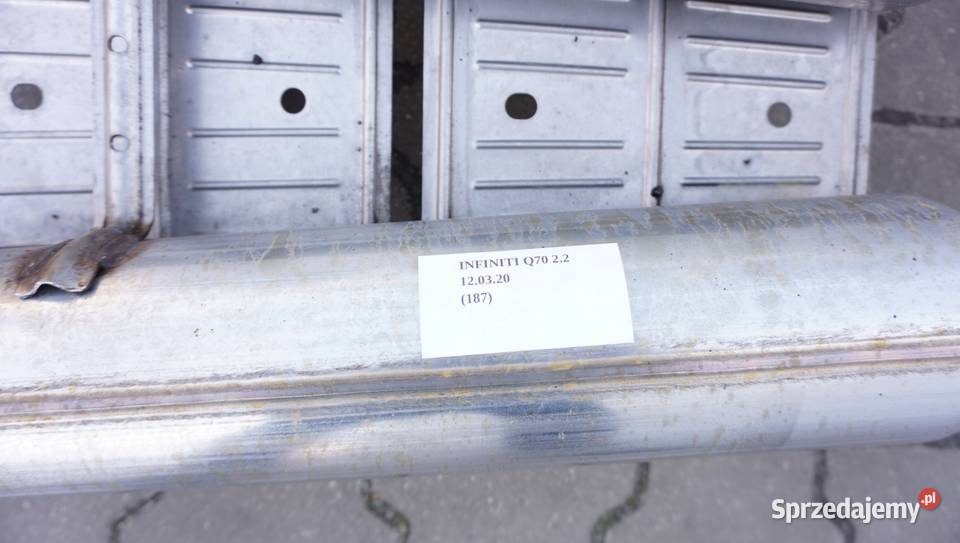 INFINITI Q70 2.2
12.03.20
(187)
Sprzedajemy.pl